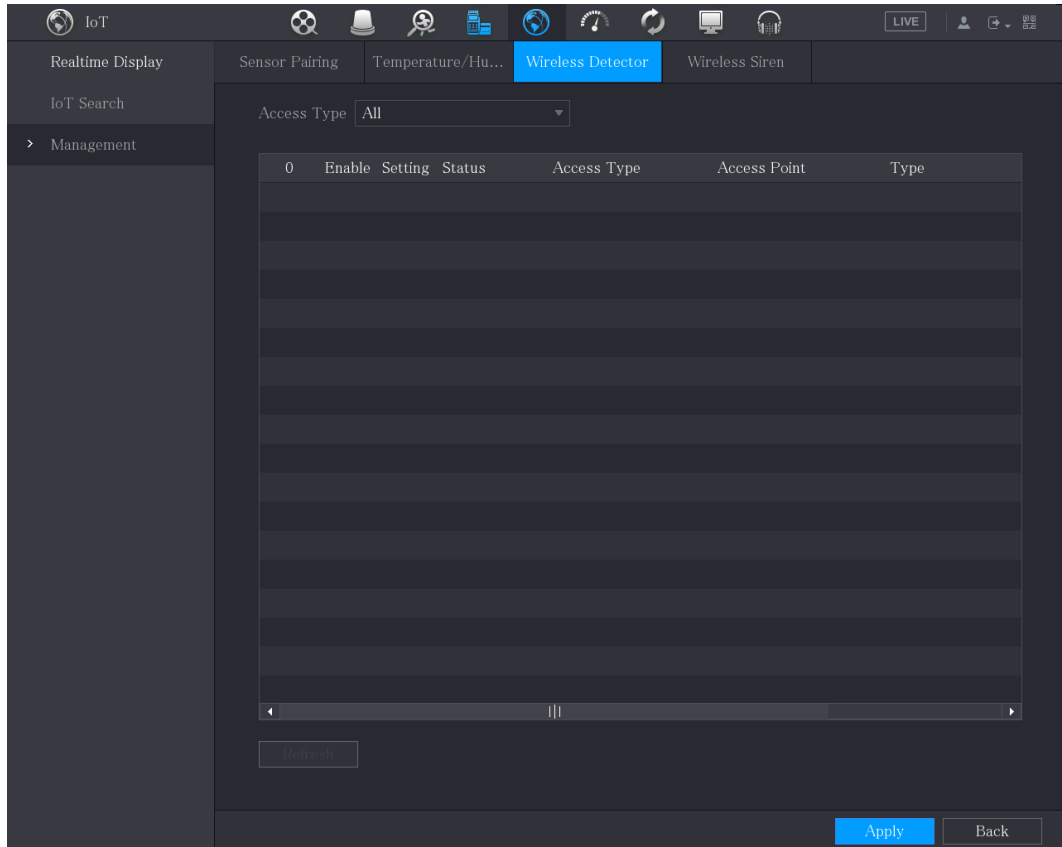 IoT
LIVE
Realtime Display
IoT Search
Management
Sensor Pairing
Temperature/Hu...
Wireless Detector
Wireless Siren
Access Type
All
0 Enable Setting Status Access Type Access Point Type
Refresh
Apply
Back